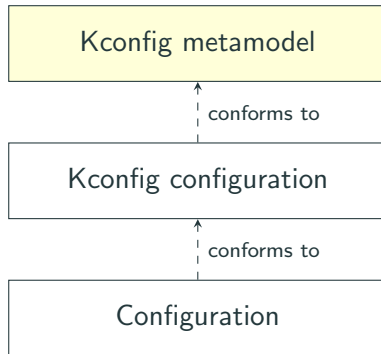 Kconfig metamodel
conforms to
Kconfig configuration
conforms to
Configuration